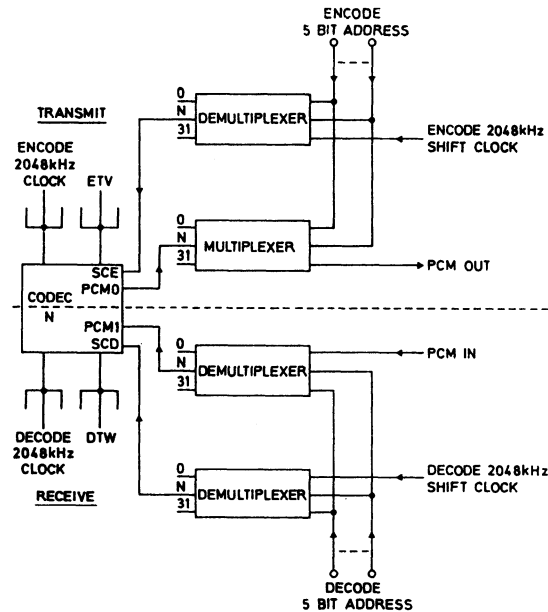 ENCODE
5 BIT ADDRESS
TRANSMIT
0
N
31
DEMULTIPLEXER
ENCODE 2048kHz
SHIFT CLOCK
ENCODE
2048kHz
CLOCK
ETV
0
N
31
MULTIPLEXER
PCM OUT
SCE
PCM0
CODEC
N
PCM1
SCD
0
N
31
DEMULTIPLEXER
PCM IN
DECODE
2048kHz
CLOCK
DTW
RECEIVE
0
N
31
DEMULTIPLEXER
DECODE 2048kHz
SHIFT CLOCK
DECODE
5 BIT ADDRESS